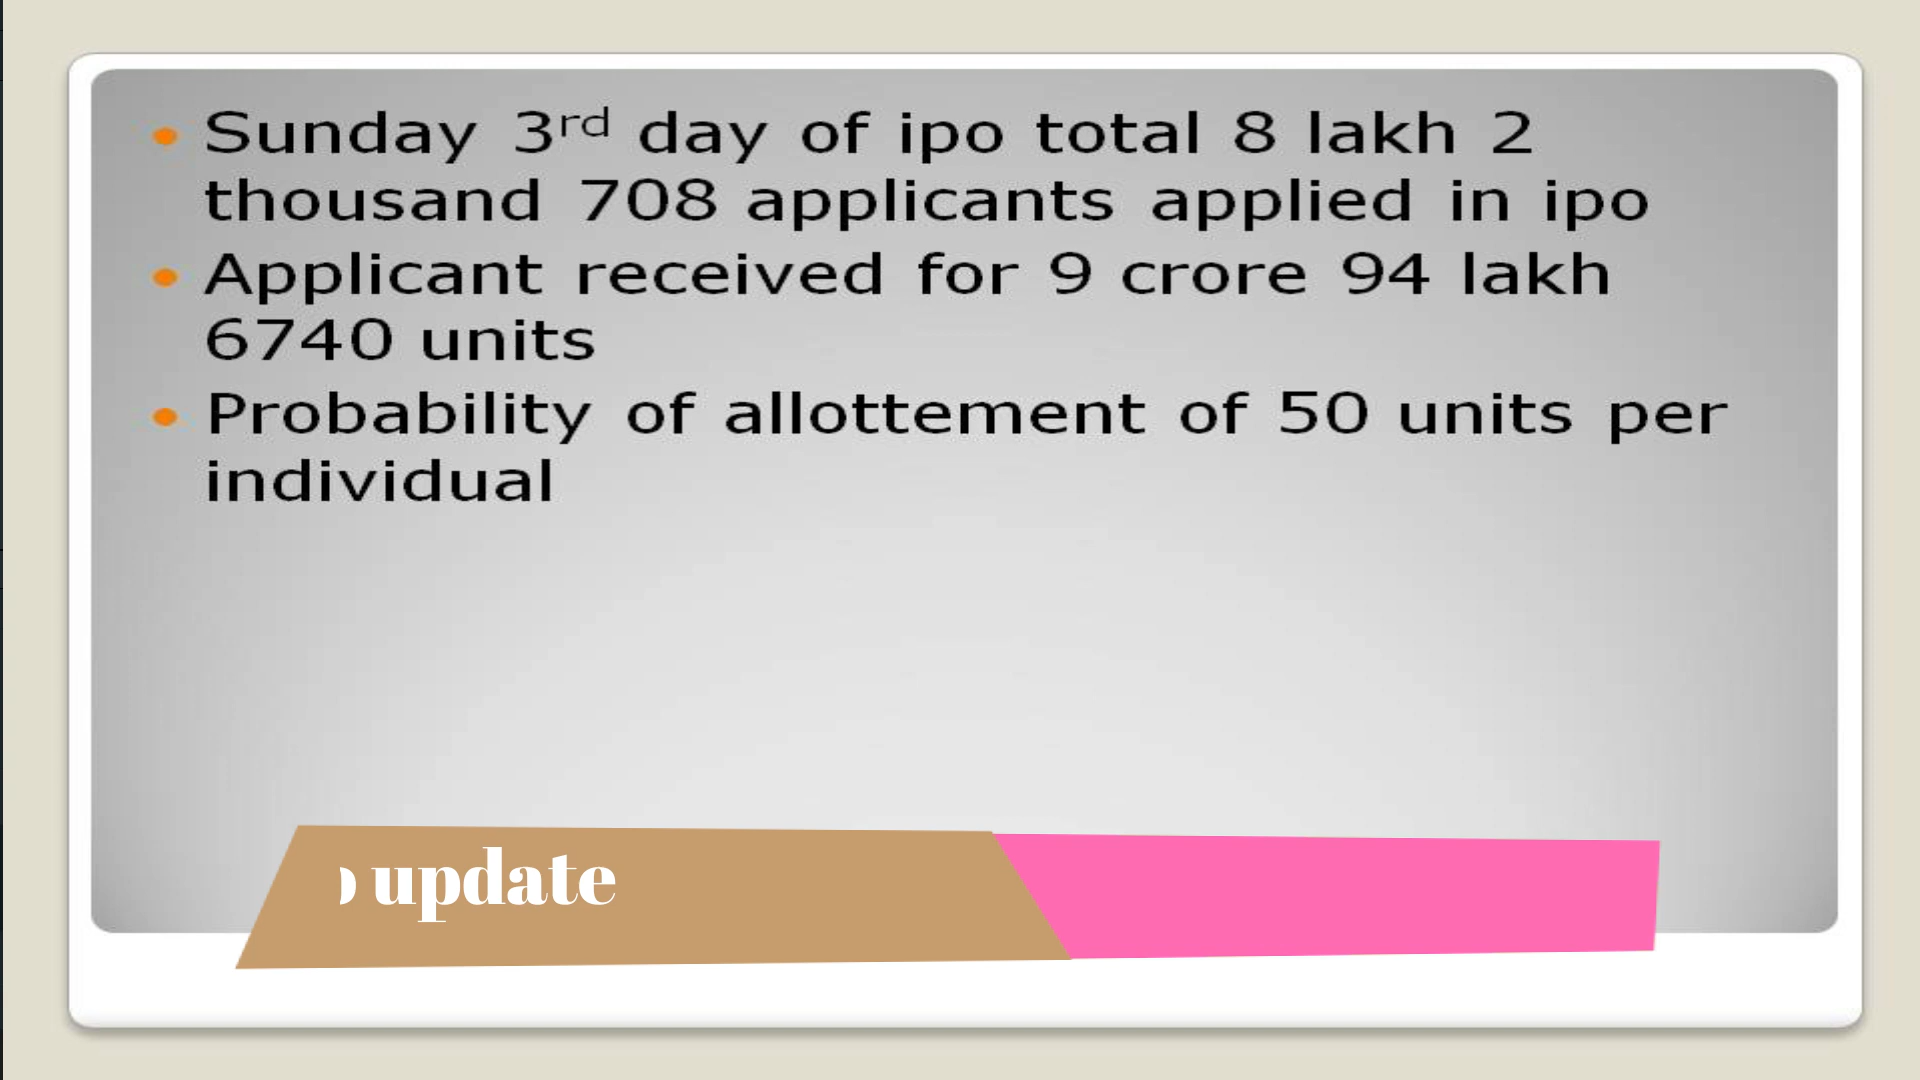 Sunday 3rd day of ipo total 8 lakh 2
thousand 708 applicants applied in ipo
Applicant received for 9 crore 94 lakh
6740 units
Probability of allottement of 50 units per
individual
update